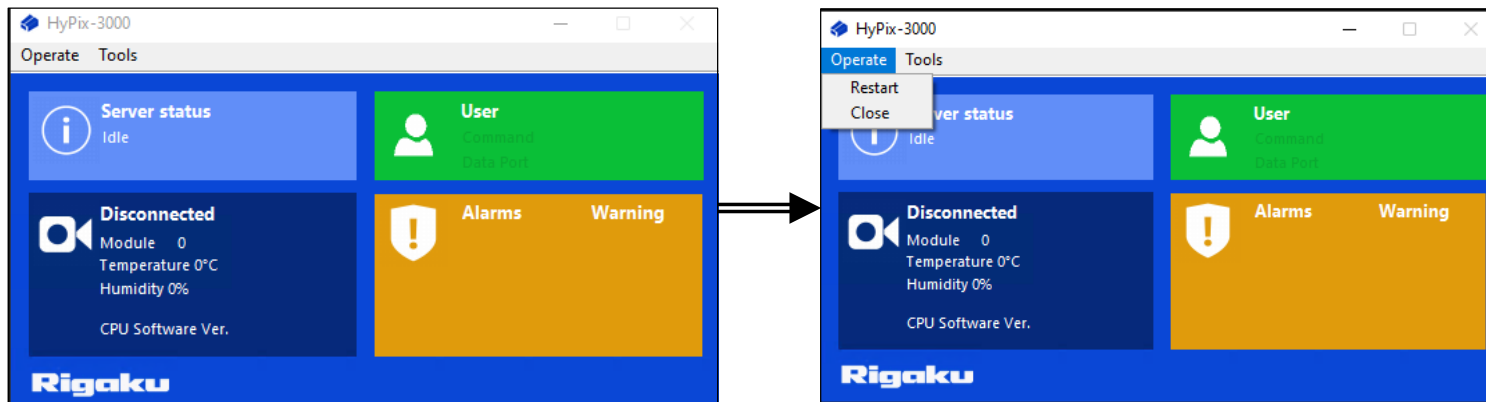 HyPix-3000
Operate Tools
Server status
Idle
User
Command
Data Port
Disconnected
Module 0
Temperature 0°C
Humidity 0%
CPU Software Ver.
Alarms Warning
Rigaku
HyPix-3000
Operate Tools
Restart
Close
ver status
Idle
User
Command
Data Port
Disconnected
Module 0
Temperature 0°C
Humidity 0%
CPU Software Ver.
Alarms Warning
Rigaku